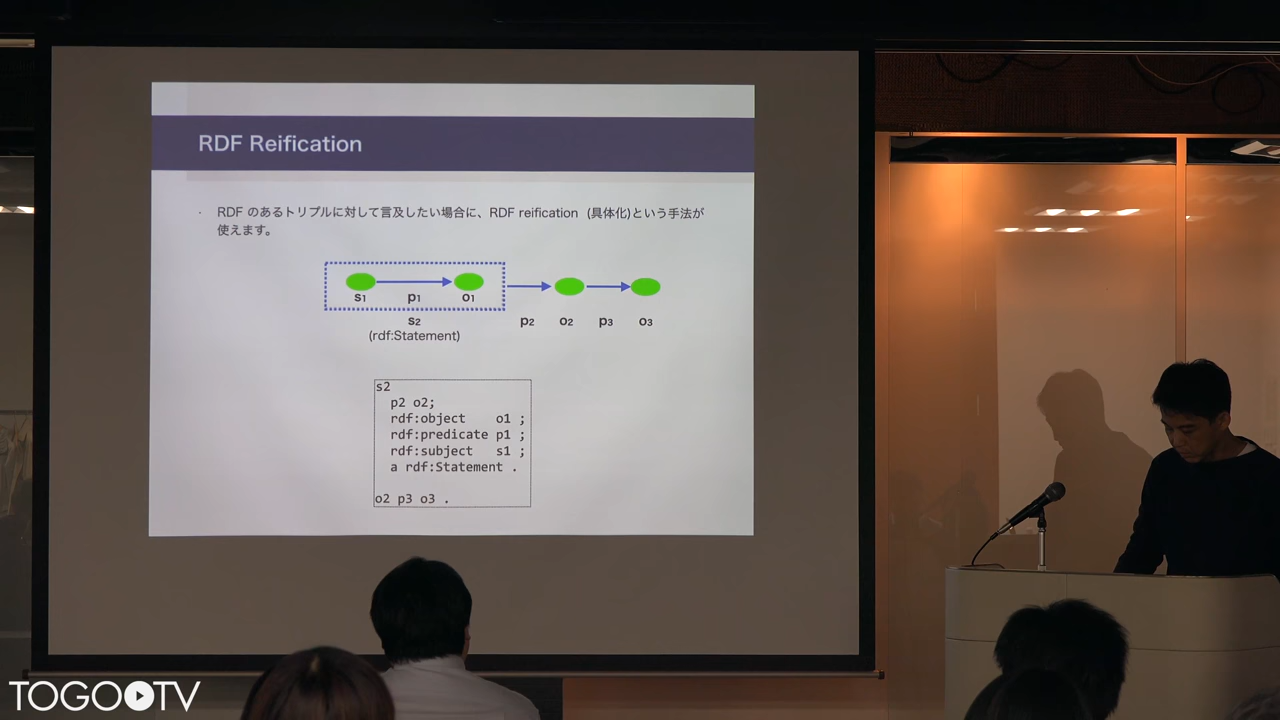 RDF Reification
· RDF のあるトリプルに対して言及したい場合に、RDF reification (具体化)という手法が
使えます。
s1 p1 o1
s2 p2 o2 p3 o3
(rdf:Statement)
s2
p2 o2;
rdf:object o1 ;
rdf:predicate p1 ;
rdf:subject s1 ;
a rdf:Statement .
o2 p3 o3 .
TOGO TV